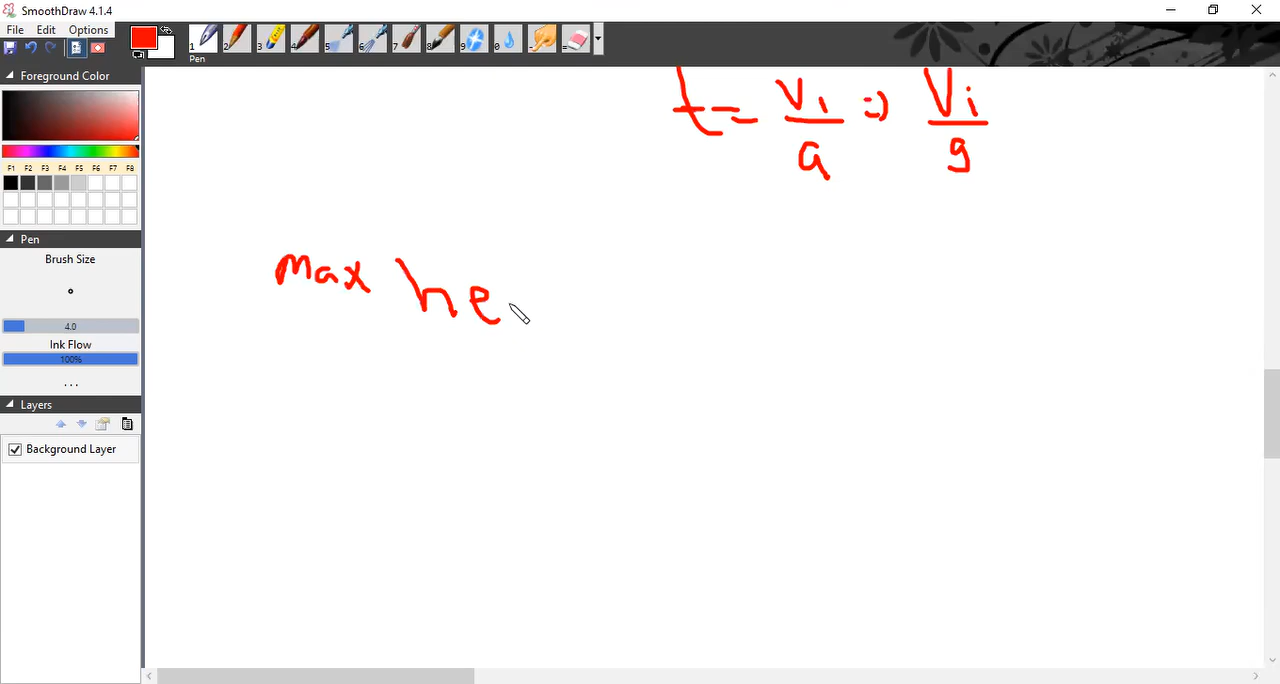 SmoothDraw 4.1.4
File Edit Options
1 2 3 4 5 6 7 8 9 0 - =
Pen
Foreground Color
F1 F2 F3 F4 F5 F6 F7 F8
Pen
Brush Size
4.0
Ink Flow
100%
...
Layers
Background Layer
t = Vi/a => Vi/g
Max he